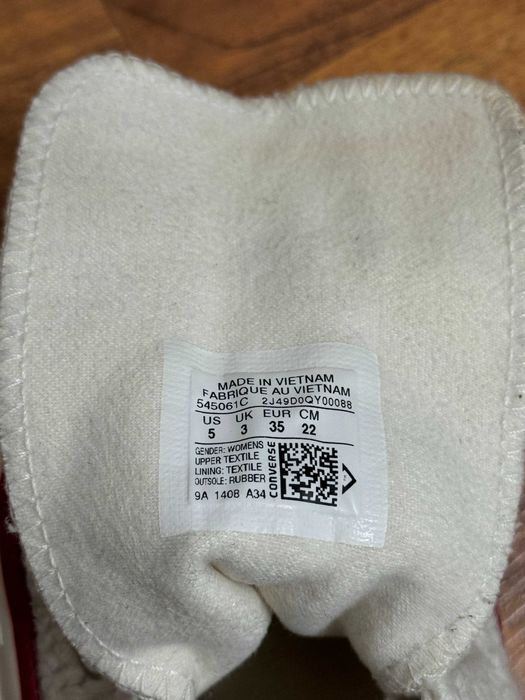 MADE IN VIETNAM
FABRIQUE AU VIETNAM
545061C 2J49D0QY00088
US UK EUR CM
5 3 35 22
GENDER: WOMENS
UPPER TEXTILE
LINING: TEXTILE
OUTSOLE: RUBBER
9A 1408 A34
CONVERSE